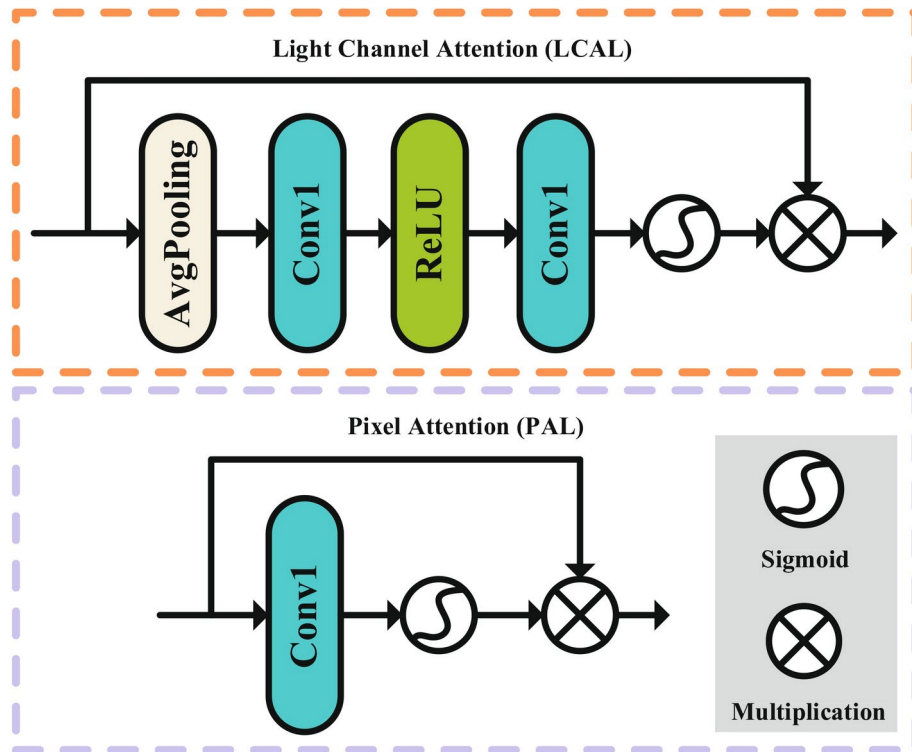 Light Channel Attention (LCAL)
AvgPooling
Conv1
ReLU
Conv1
Pixel Attention (PAL)
Conv1
Sigmoid
Multiplication